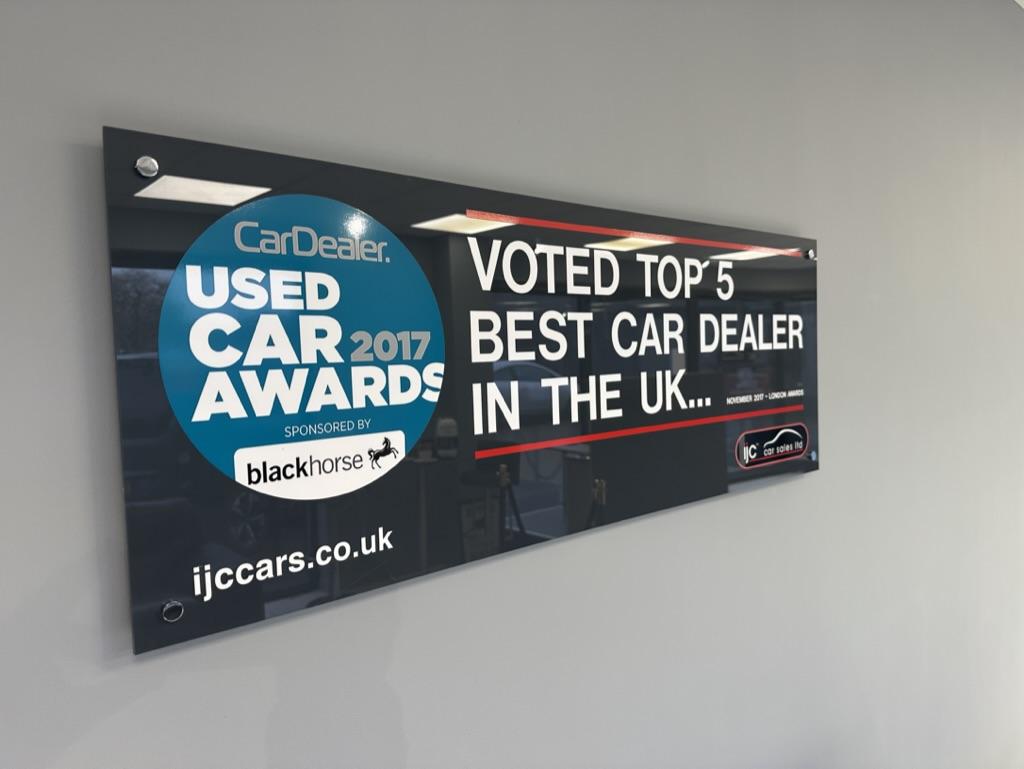 CarDealer.
USED
CAR 2017
AWARDS
SPONSORED BY
blackhorse
ijccars.co.uk
VOTED TOP 5
BEST CAR DEALER
IN THE UK...
NOVEMBER 2017 - LONDON AWARDS
ijc car sales ltd